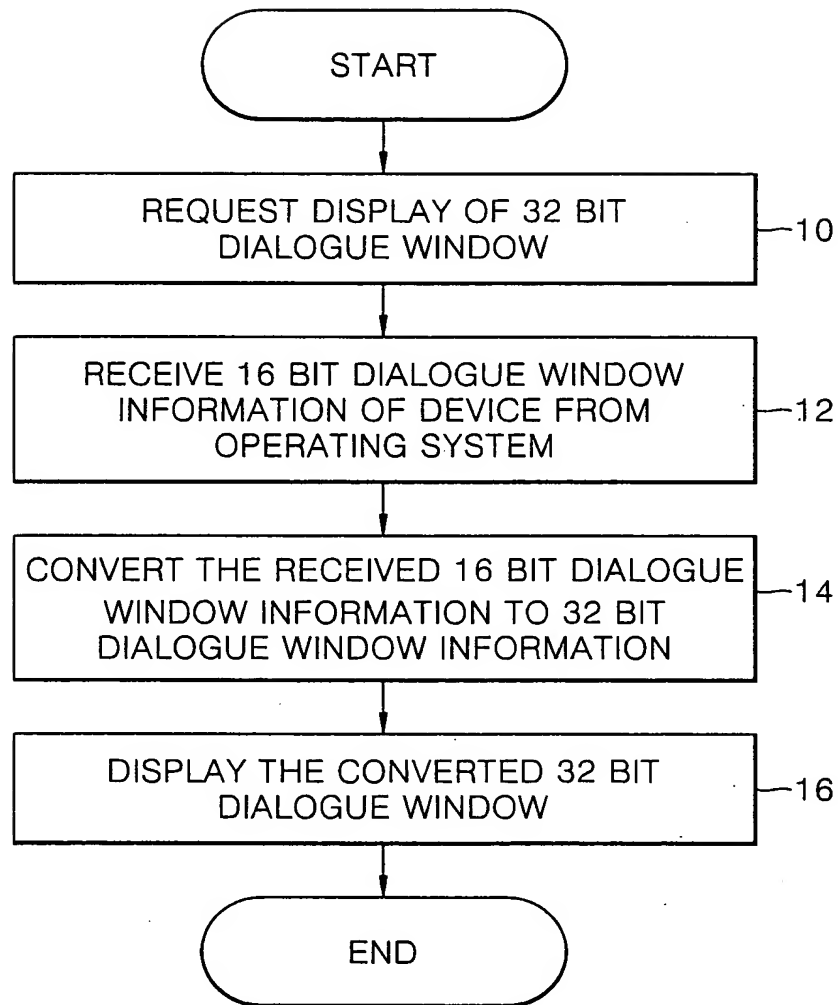 START
REQUEST DISPLAY OF 32 BIT
DIALOGUE WINDOW
10
RECEIVE 16 BIT DIALOGUE WINDOW
INFORMATION OF DEVICE FROM
OPERATING SYSTEM
12
CONVERT THE RECEIVED 16 BIT DIALOGUE
WINDOW INFORMATION TO 32 BIT
DIALOGUE WINDOW INFORMATION
14
DISPLAY THE CONVERTED 32 BIT
DIALOGUE WINDOW
16
END